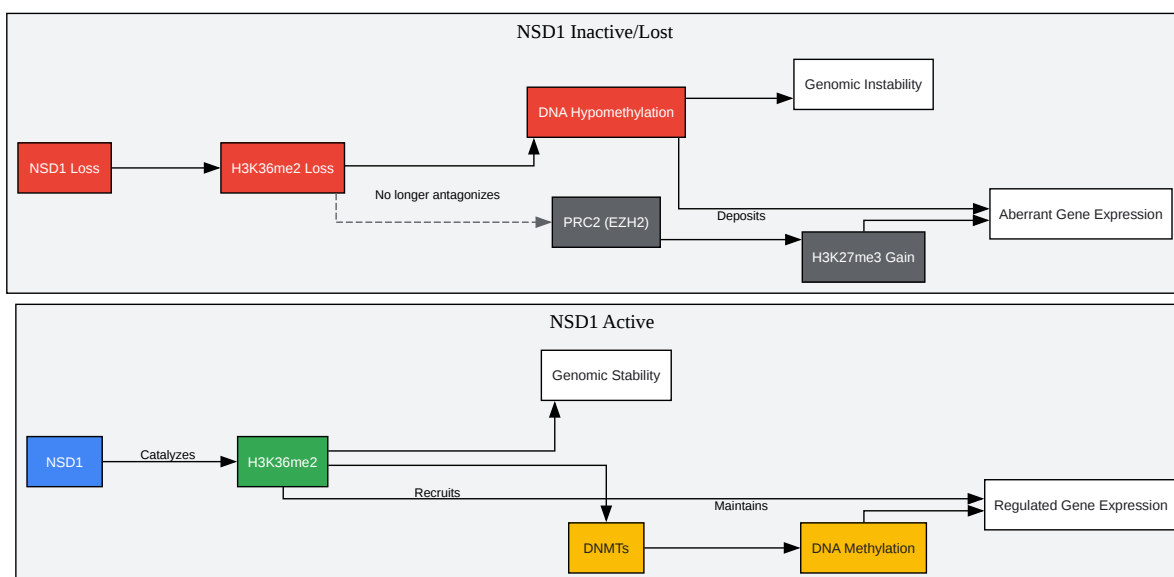 NSD1 Inactive/Lost
Genomic Instability
DNA Hypomethylation
NSD1 Loss
H3K36me2 Loss
No longer antagonizes
PRC2 (EZH2)
Deposits
Aberrant Gene Expression
H3K27me3 Gain
NSD1 Active
Genomic Stability
NSD1
Catalyzes
H3K36me2
Recruits
Maintains
Regulated Gene Expression
DNMTs
DNA Methylation